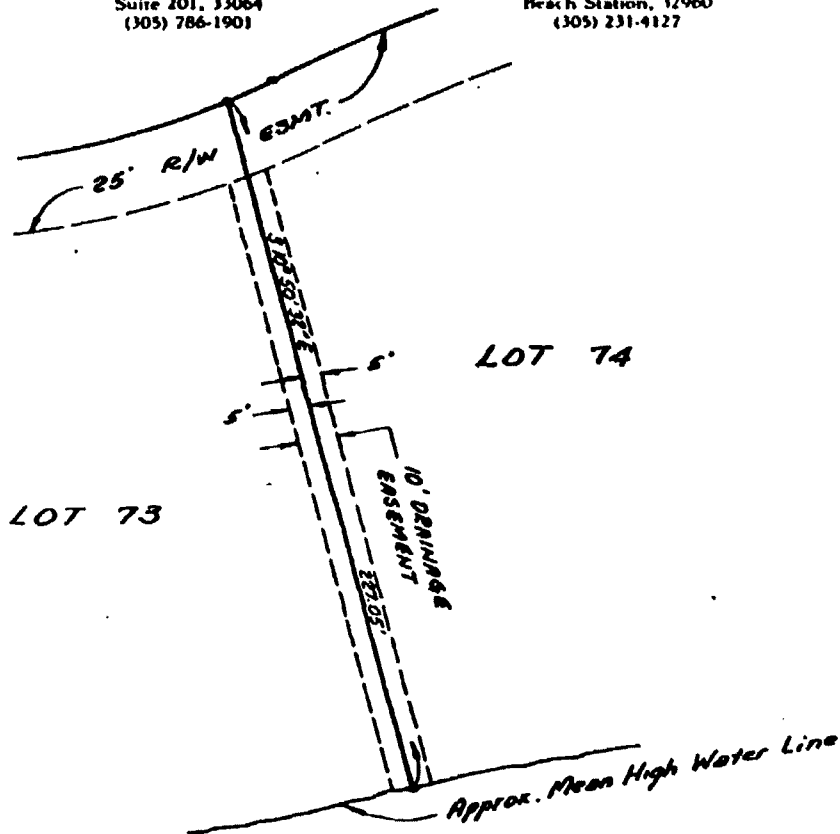 Suite 201, 33064
(305) 786-1901
Beach Station, 32960
(305) 231-4127
ESMT.
25' R/W
5'
LOT 74
5'
10' DRAINAGE
EASEMENT
LOT 73
227.05'
Approx. Mean High Water Line